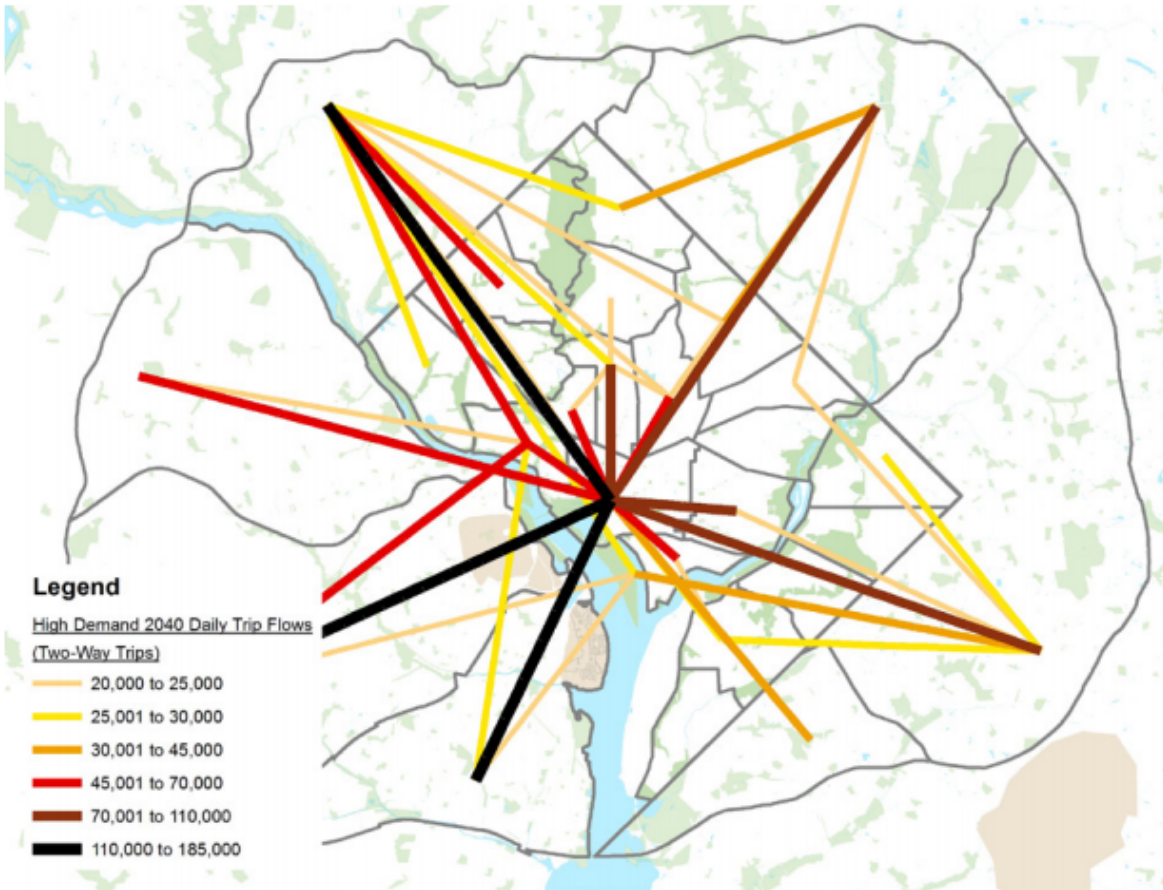 Legend
High Demand 2040 Daily Trip Flows
(Two-Way Trips)
20,000 to 25,000
25,001 to 30,000
30,001 to 45,000
45,001 to 70,000
70,001 to 110,000
110,000 to 185,000